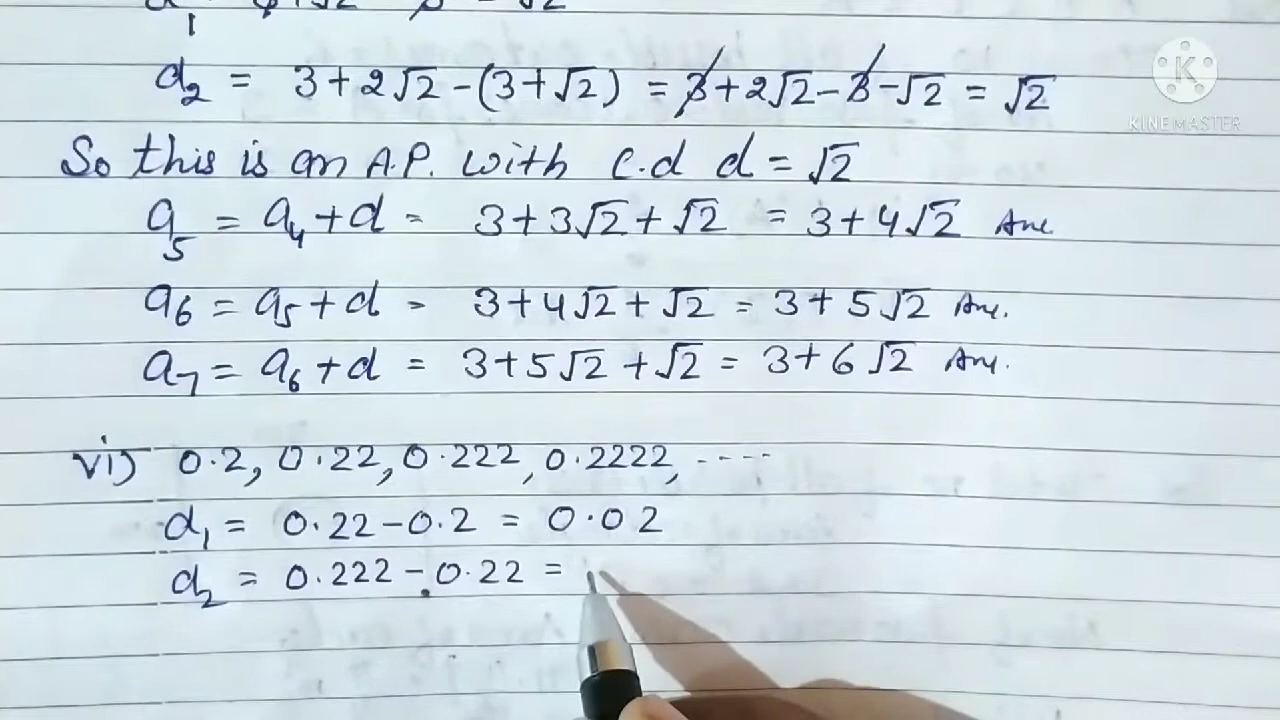 d₂ = 3+2√2-(3+√2) = 3+2√2-3-√2 = √2
So this is an A.P. with C.d d = √2
a₅ = a₄+d = 3+3√2+√2 = 3+4√2 Ans.
a₆ = a₅+d = 3+4√2+√2 = 3+5√2 Ans.
a₇ = a₆+d = 3+5√2+√2 = 3+6√2 Ans.
vi) 0.2, 0.22, 0.222, 0.2222, ----
d₁ = 0.22-0.2 = 0.02
d₂ = 0.222-0.22 =
K
KINEMASTER